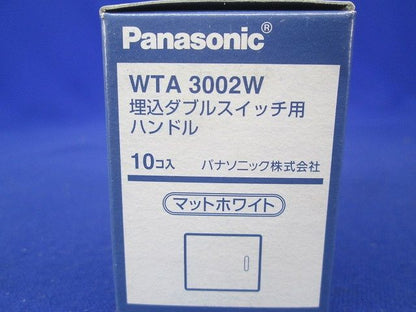 Panasonic®
WTA 3002W
埋込ダブルスイッチ用
ハンドル
10コ入 パナソニック株式会社
マットホワイト